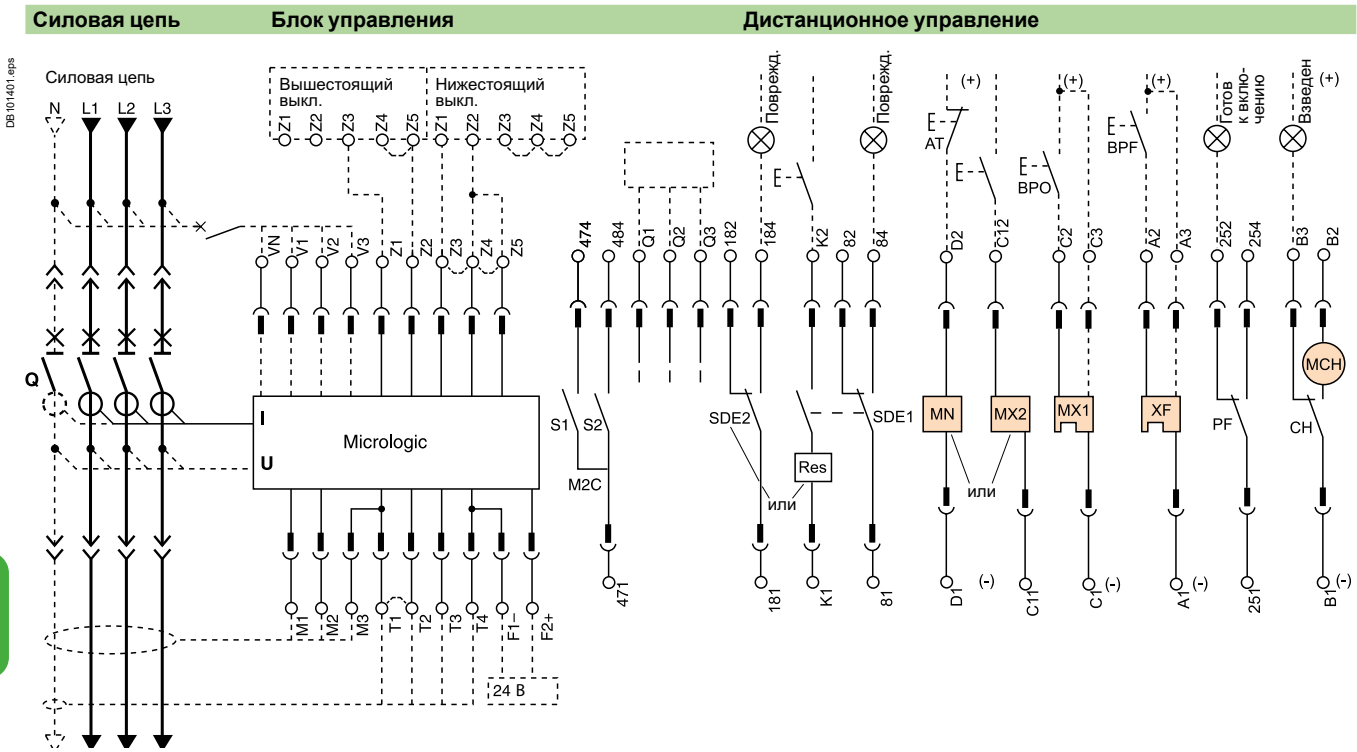 Силовая цепь
Блок управления
Дистанционное управление
DB101401.eps
Силовая цепь
N L1 L2 L3
Вышестоящий
выкл.
Нижестоящий
выкл.
Z1 Z2 Z3 Z4 Z5 Z1 Z2 Z3 Z4 Z5
Поврежд.
Поврежд.
(+)
(+)
(+)
Готов
к вклю-
чению
Взведен
(+)
AT
BPO
BPF
VN V1 V2 V3 Z1 Z2 Z3 Z4 Z5
474 484 Q1 Q2 Q3 182 184 K2 82 84 D2 C12 C2 C3 A2 A3 252 254 B3 B2
Q
I
U
Micrologic
S1 S2
M2C
SDE2
SDE1
Res
или
MN
MX2
или
MX1
XF
PF
CH
MCH
471 181 K1 81 D1 (-) C11 C1 (-) A1 (-) 251 B1 (-)
M1 M2 M3 T1 T2 T3 T4 F1– F2+
24 В